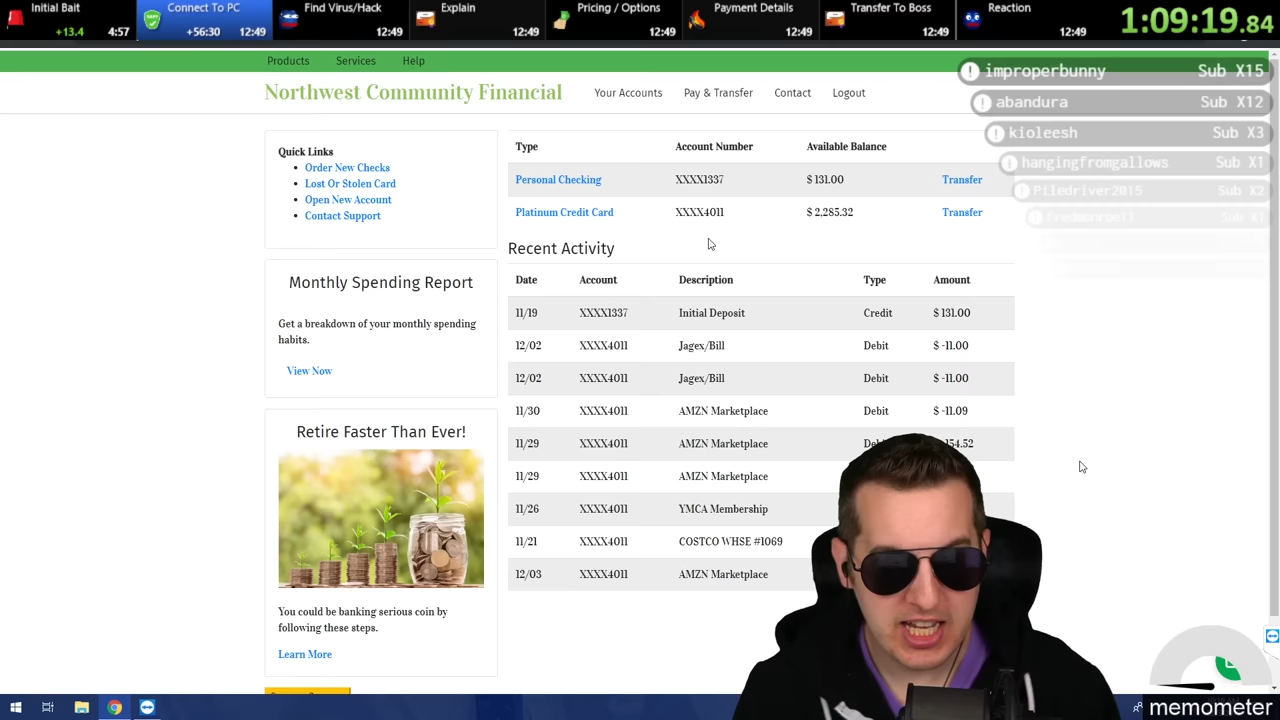 Initial Bait
+13.4 4:57
Connect To PC
+56:30 12:49
Find Virus/Hack
12:49
Explain
12:49
Pricing / Options
12:49
Payment Details
12:49
Transfer To Boss
12:49
Reaction
12:49
1:09:19.84
Products Services Help
Northwest Community Financial
Your Accounts Pay & Transfer Contact Logout
improperbunny Sub X15
abandura Sub X12
kioleesh Sub X3
hangingfromgallows Sub X1
Piledriver2015 Sub X2
Quick Links
Order New Checks
Lost Or Stolen Card
Open New Account
Contact Support
Monthly Spending Report
Get a breakdown of your monthly spending
habits.
View Now
Retire Faster Than Ever!
You could be banking serious coin by
following these steps.
Learn More
Type Account Number Available Balance
Personal Checking XXXX1337 $ 131.00 Transfer
Platinum Credit Card XXXX4011 $ 2,285.32 Transfer
Recent Activity
Date Account Description Type Amount
11/19 XXXX1337 Initial Deposit Credit $ 131.00
12/02 XXXX4011 Jagex/Bill Debit $ -11.00
12/02 XXXX4011 Jagex/Bill Debit $ -11.00
11/30 XXXX4011 AMZN Marketplace Debit $ -11.09
11/29 XXXX4011 AMZN Marketplace
11/29 XXXX4011 AMZN Marketplace
11/26 XXXX4011 YMCA Membership
11/21 XXXX4011 COSTCO WHSE #1069
12/03 XXXX4011 AMZN Marketplace
memometer